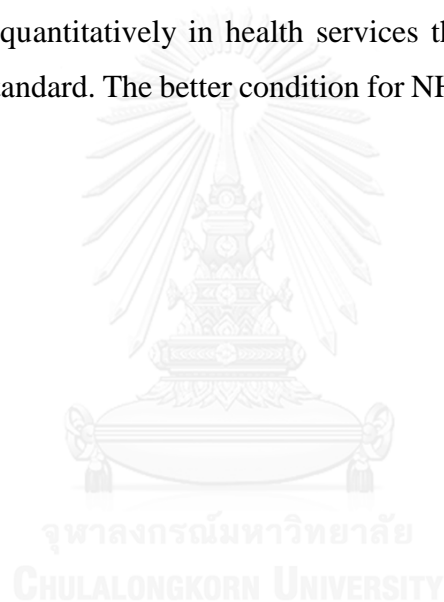 quantitatively in health services th
tandard. The better condition for NH
จุฬาลงกรณ์มหาวิทยาลัย
CHULALONGKORN UNIVERSITY